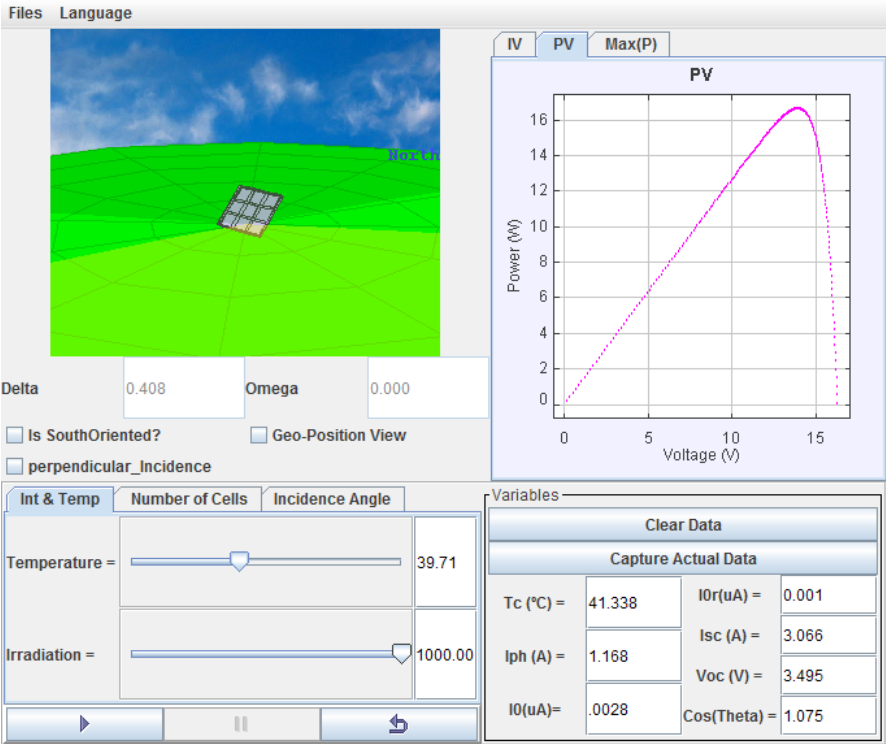 Files Language
North
IV PV Max(P)
PV
16
14
12
10
8
6
4
2
0
Power (W)
0 5 10 15
Voltage (V)
Delta 0.408 Omega 0.000
Is SouthOriented? Geo-Position View
perpendicular_Incidence
Int & Temp Number of Cells Incidence Angle
Temperature = 39.71
Irradiation = 1000.00
Variables
Clear Data
Capture Actual Data
Tc (ºC) = 41.338 I0r(uA) = 0.001
Iph (A) = 1.168 Isc (A) = 3.066
I0(uA)= .0028 Voc (V) = 3.495
Cos(Theta) = 1.075